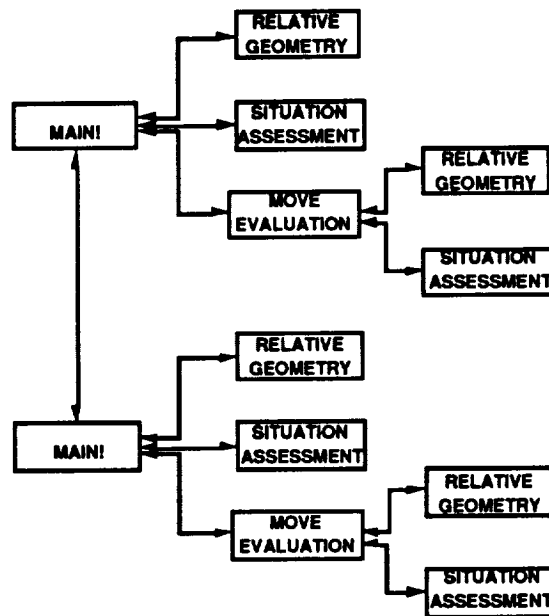 RELATIVE
GEOMETRY
MAIN!
SITUATION
ASSESSMENT
MOVE
EVALUATION
RELATIVE
GEOMETRY
SITUATION
ASSESSMENT
RELATIVE
GEOMETRY
MAIN!
SITUATION
ASSESSMENT
MOVE
EVALUATION
RELATIVE
GEOMETRY
SITUATION
ASSESSMENT